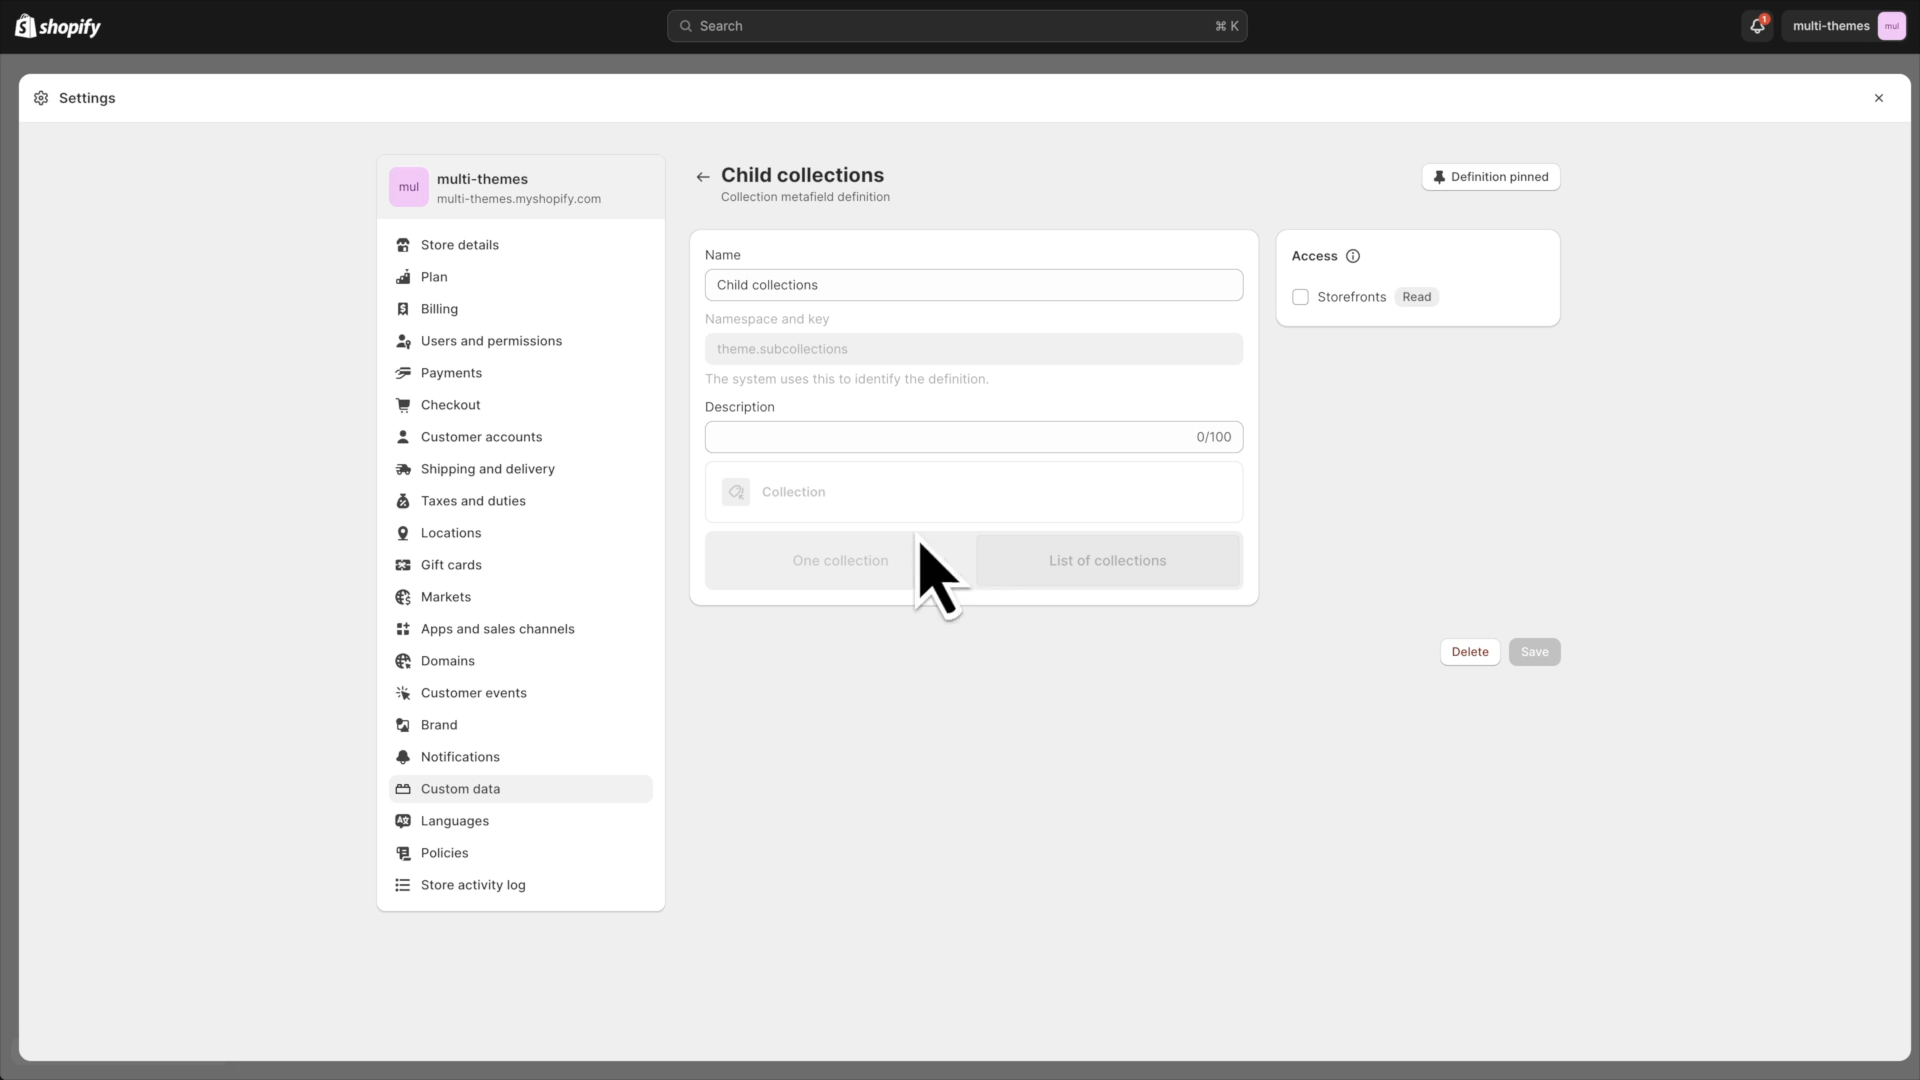 shopify
Search
⌘ K
1
multi-themes
mul
Settings
mul
multi-themes
multi-themes.myshopify.com
Store details
Plan
Billing
Users and permissions
Payments
Checkout
Customer accounts
Shipping and delivery
Taxes and duties
Locations
Gift cards
Markets
Apps and sales channels
Domains
Customer events
Brand
Notifications
Custom data
Languages
Policies
Store activity log
Child collections
Collection metafield definition
Definition pinned
Name
Child collections
Namespace and key
theme.subcollections
The system uses this to identify the definition.
Description
0/100
Collection
One collection
List of collections
Access
Storefronts
Read
Delete
Save